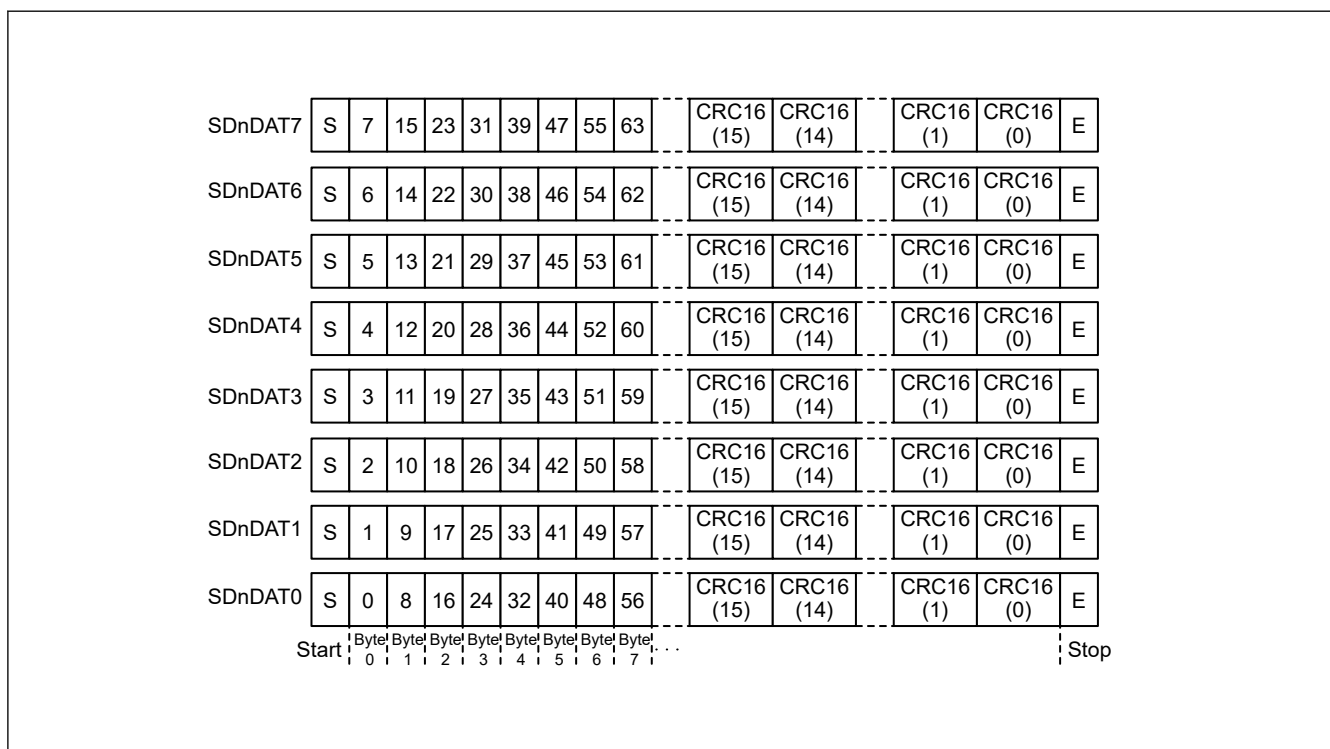 SDnDAT7 S 7 15 23 31 39 47 55 63 CRC16 (15) CRC16 (14) CRC16 (1) CRC16 (0) E
SDnDAT6 S 6 14 22 30 38 46 54 62 CRC16 (15) CRC16 (14) CRC16 (1) CRC16 (0) E
SDnDAT5 S 5 13 21 29 37 45 53 61 CRC16 (15) CRC16 (14) CRC16 (1) CRC16 (0) E
SDnDAT4 S 4 12 20 28 36 44 52 60 CRC16 (15) CRC16 (14) CRC16 (1) CRC16 (0) E
SDnDAT3 S 3 11 19 27 35 43 51 59 CRC16 (15) CRC16 (14) CRC16 (1) CRC16 (0) E
SDnDAT2 S 2 10 18 26 34 42 50 58 CRC16 (15) CRC16 (14) CRC16 (1) CRC16 (0) E
SDnDAT1 S 1 9 17 25 33 41 49 57 CRC16 (15) CRC16 (14) CRC16 (1) CRC16 (0) E
SDnDAT0 S 0 8 16 24 32 40 48 56 CRC16 (15) CRC16 (14) CRC16 (1) CRC16 (0) E
Start Byte 0 Byte 1 Byte 2 Byte 3 Byte 4 Byte 5 Byte 6 Byte 7 · · · Stop